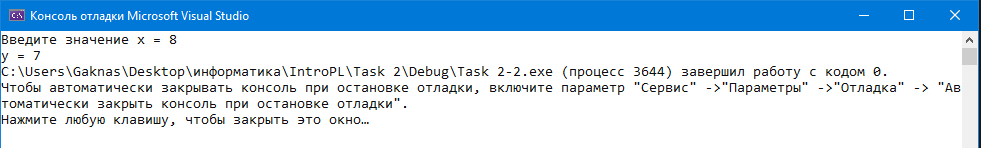 Консоль отладки Microsoft Visual Studio
Введите значение x = 8
y = 7
C:\Users\Gaknas\Desktop\информатика\IntroPL\Task 2\Debug\Task 2-2.exe (процесс 3644) завершил работу с кодом 0.
Чтобы автоматически закрывать консоль при остановке отладки, включите параметр "Сервис" ->"Параметры" ->"Отладка" -> "Ав
томатически закрыть консоль при остановке отладки".
Нажмите любую клавишу, чтобы закрыть это окно…